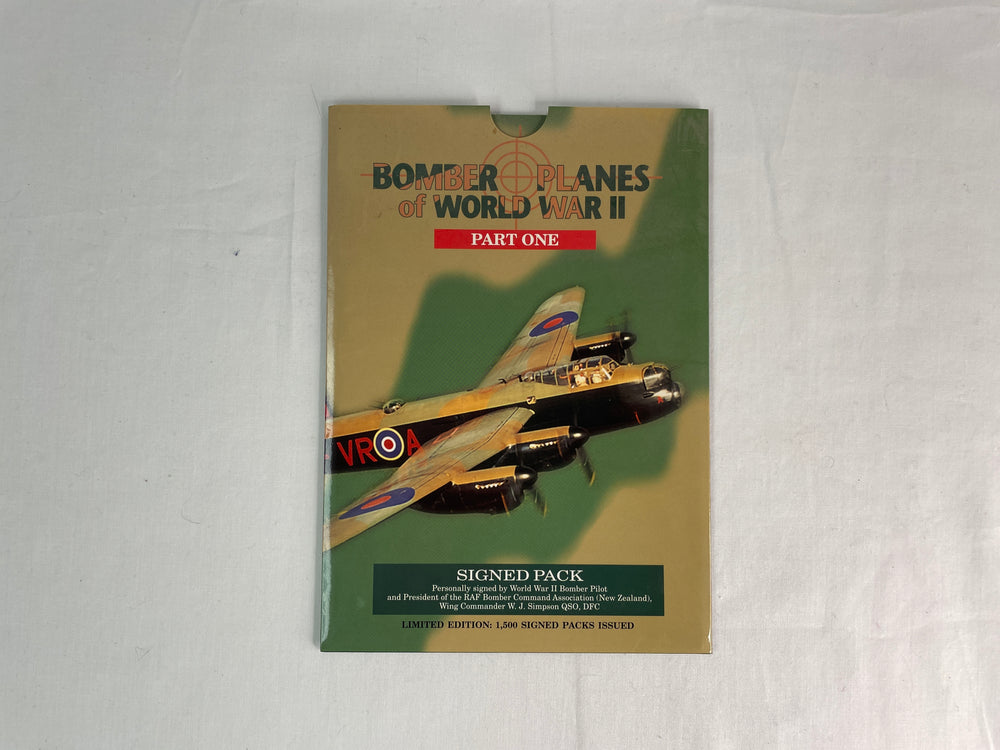 BOMBER PLANES
of WORLD WAR II
PART ONE
VR A
SIGNED PACK
Personally signed by World War II Bomber Pilot
and President of the RAF Bomber Command Association (New Zealand),
Wing Commander W. J. Simpson QSO, DFC
LIMITED EDITION: 1,500 SIGNED PACKS ISSUED